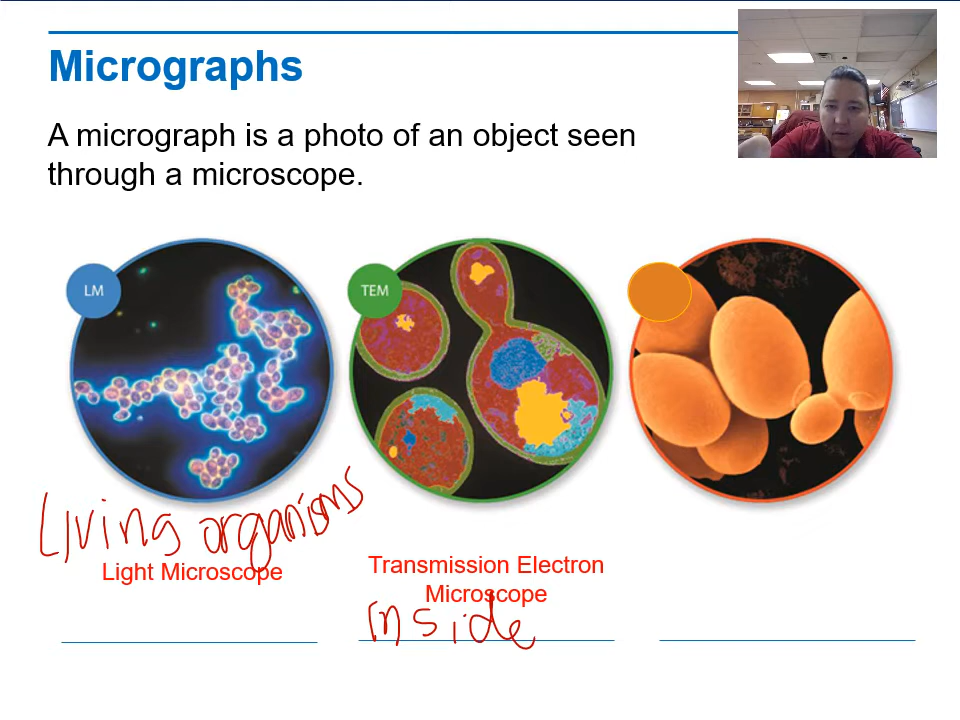 Micrographs
A micrograph is a photo of an object seen
through a microscope.
LM
TEM
Living organisms
Light Microscope
Transmission Electron
Microscope
Inside